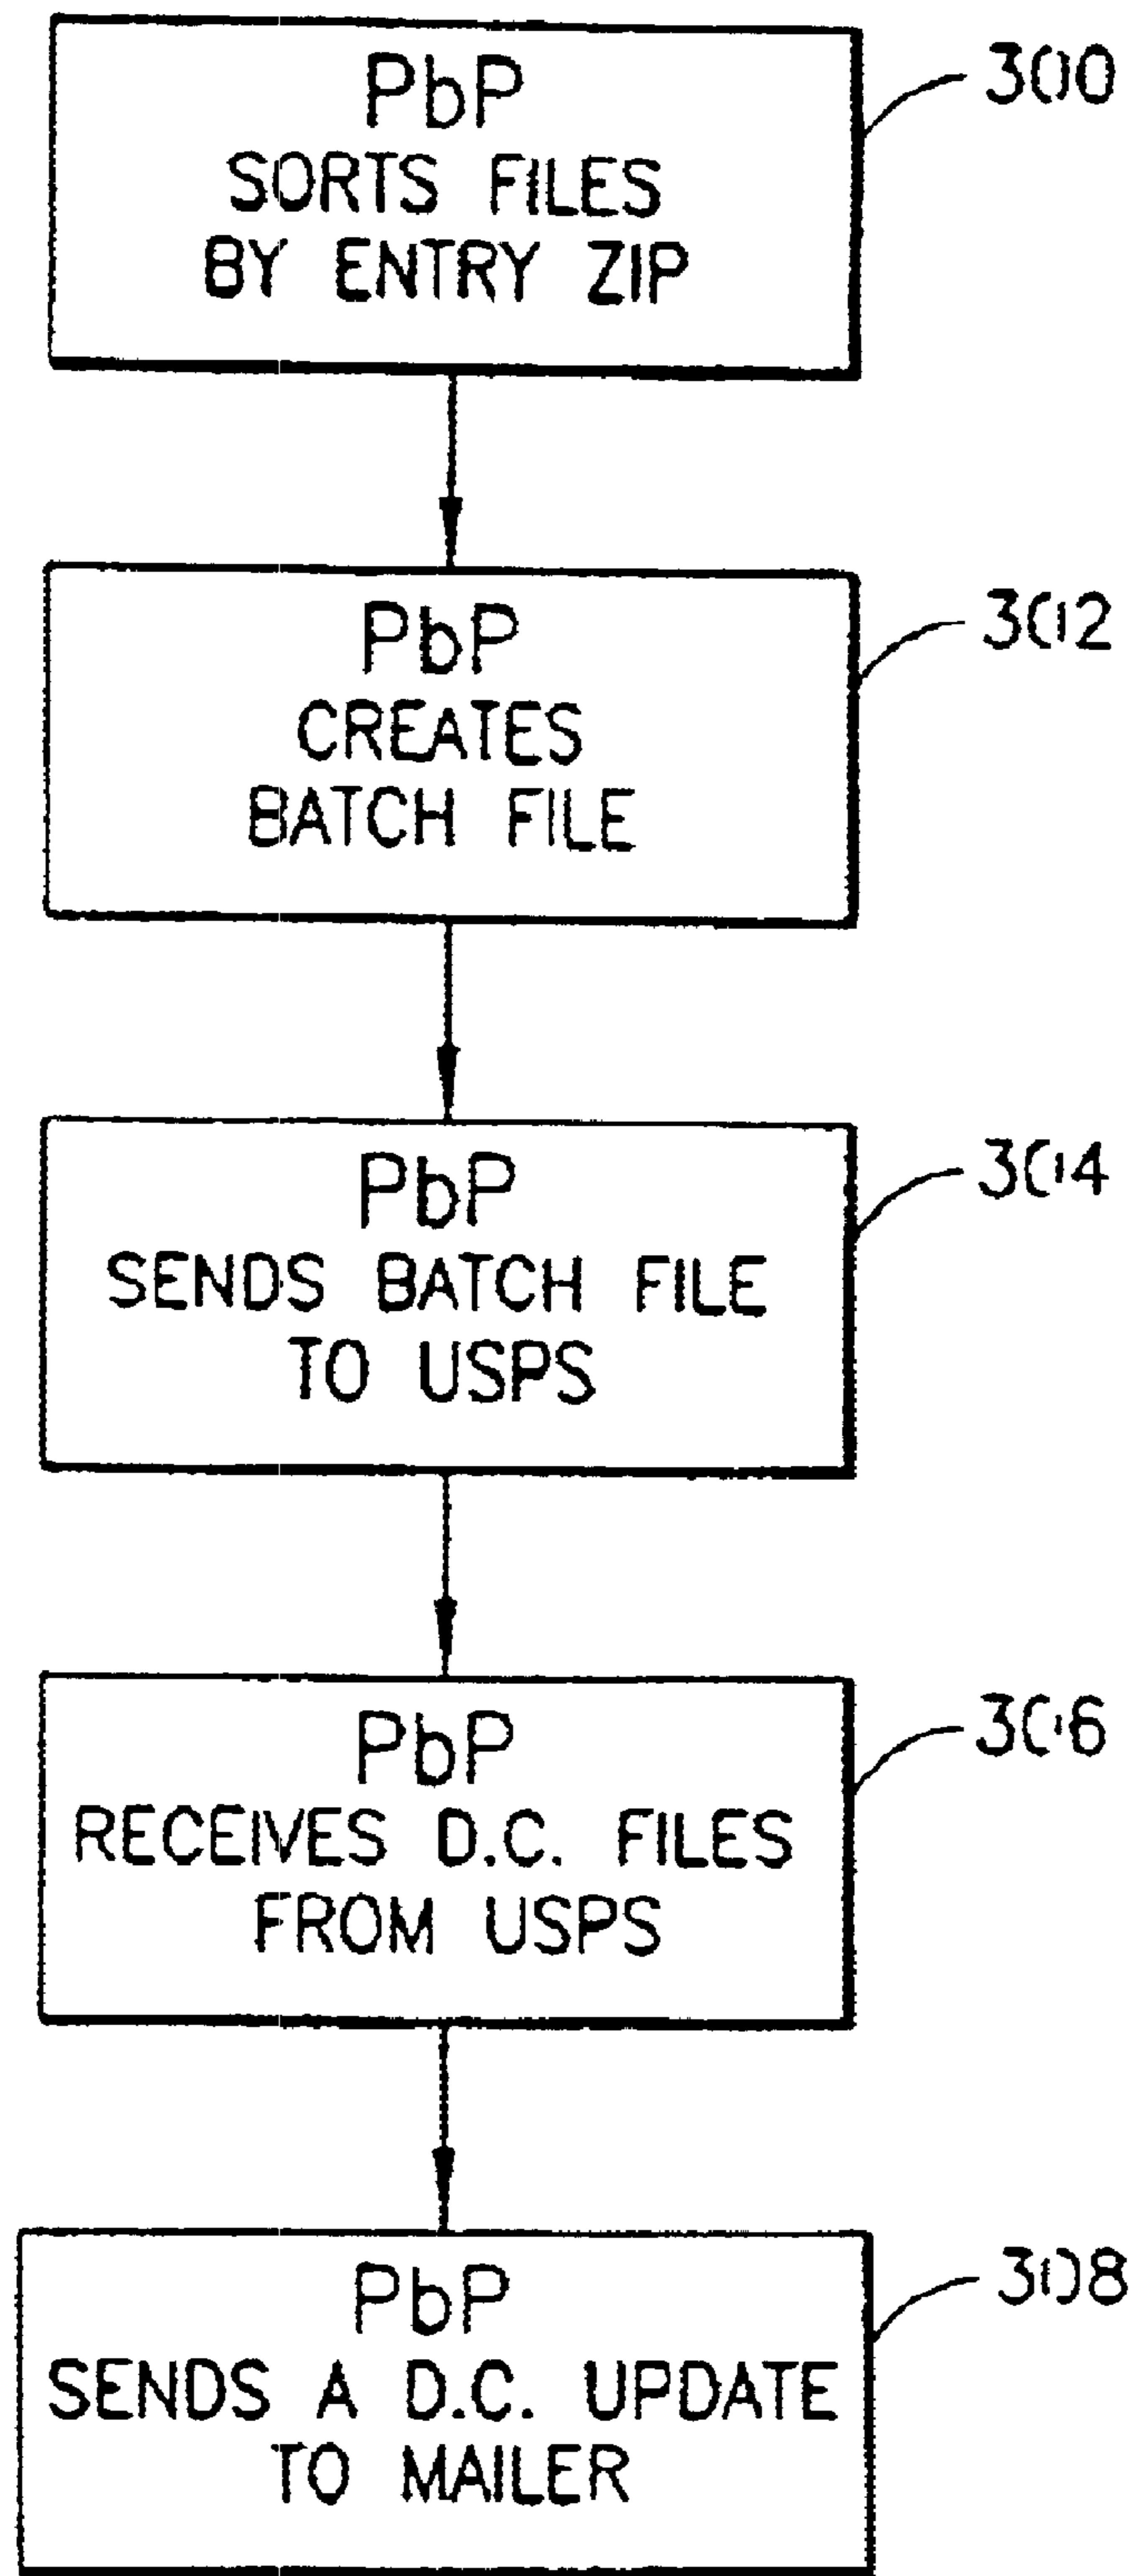 PbP
SORTS FILES
BY ENTRY ZIP
300
PbP
CREATES
BATCH FILE
302
PbP
SENDS BATCH FILE
TO USPS
304
PbP
RECEIVES D.C. FILES
FROM USPS
306
PbP
SENDS A D.C. UPDATE
TO MAILER
308